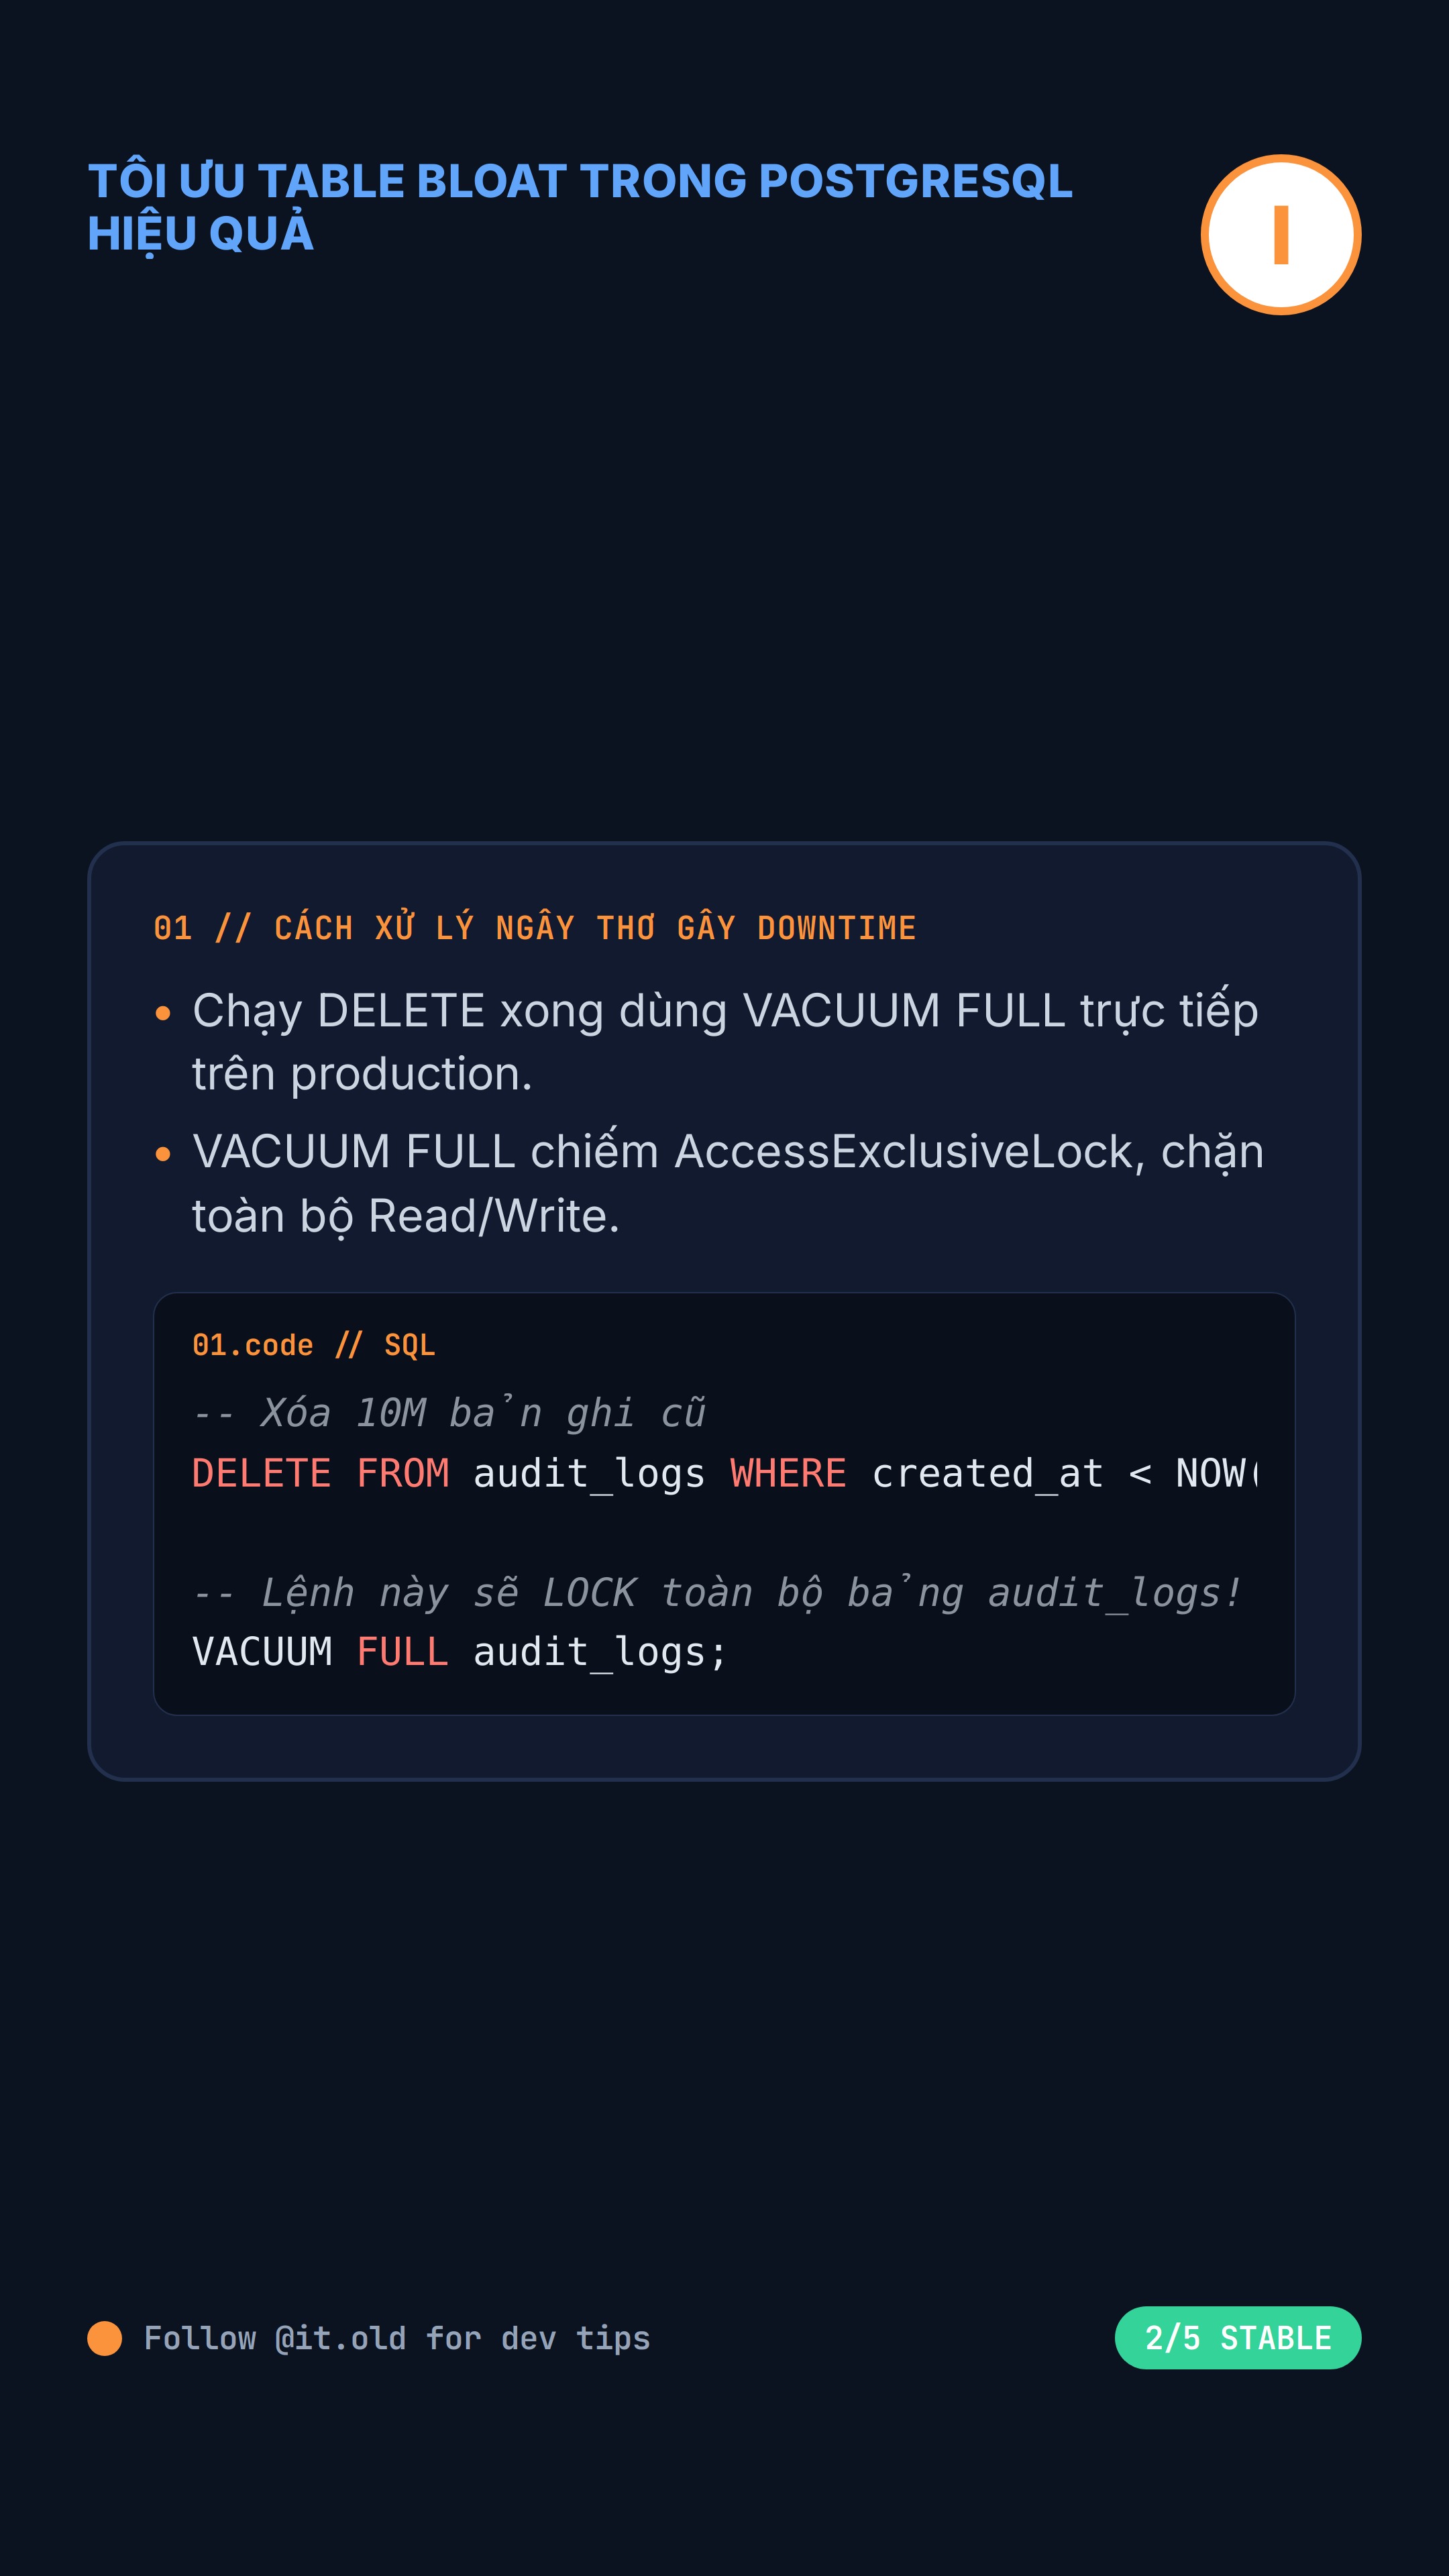 TÔI ƯU TABLE BLOAT TRONG POSTGRESQL
HIỆU QUẢ
I
01 // CÁCH XỬ LÝ NGÂY THƠ GÂY DOWNTIME
• Chạy DELETE xong dùng VACUUM FULL trực tiếp
trên production.
• VACUUM FULL chiếm AccessExclusiveLock, chặn
toàn bộ Read/Write.
01.code // SQL
-- Xóa 10M bản ghi cũ
DELETE FROM audit_logs WHERE created_at < NOW(
-- Lệnh này sẽ LOCK toàn bộ bảng audit_logs!
VACUUM FULL audit_logs;
Follow @it.old for dev tips
2/5 STABLE